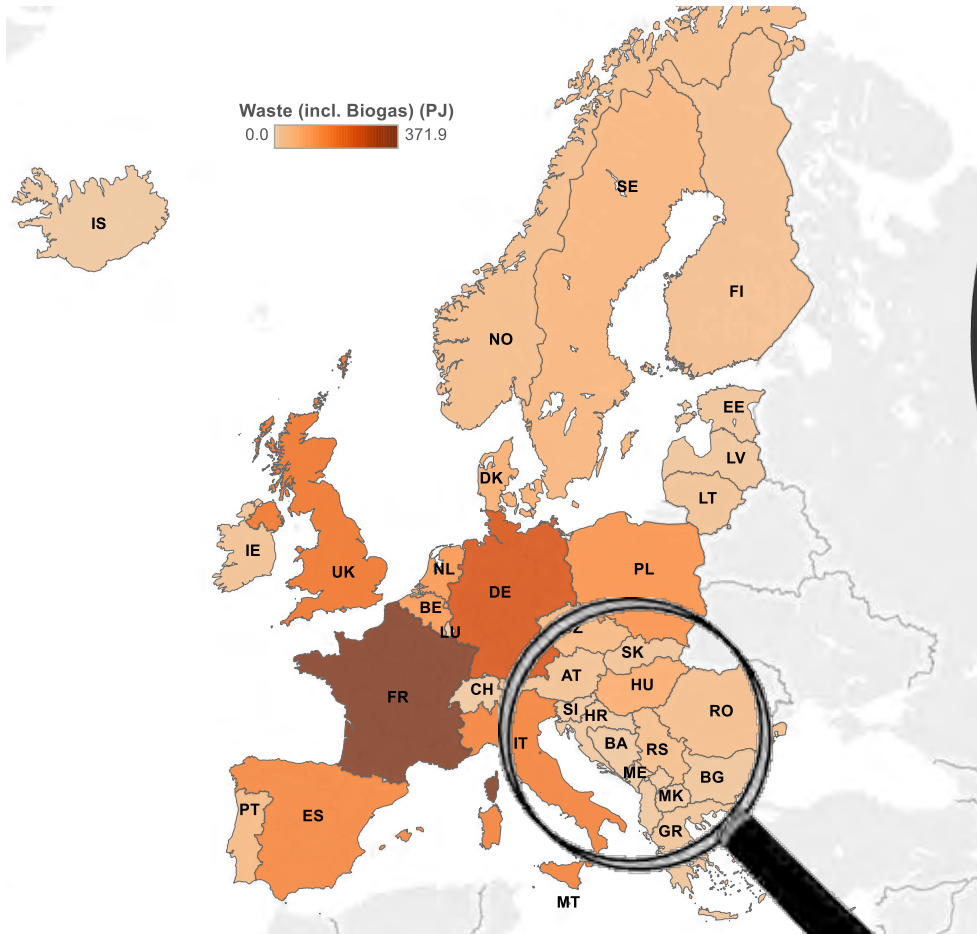 Waste (incl. Biogas) (PJ)
0.0 371.9
IS
SE
FI
NO
EE
LV
LT
DK
IE
UK
NL
BE
LU
DE
PL
Z
SK
AT
HU
CH
FR
SI
HR
RO
IT
BA
RS
ME
BG
MK
GR
PT
ES
MT